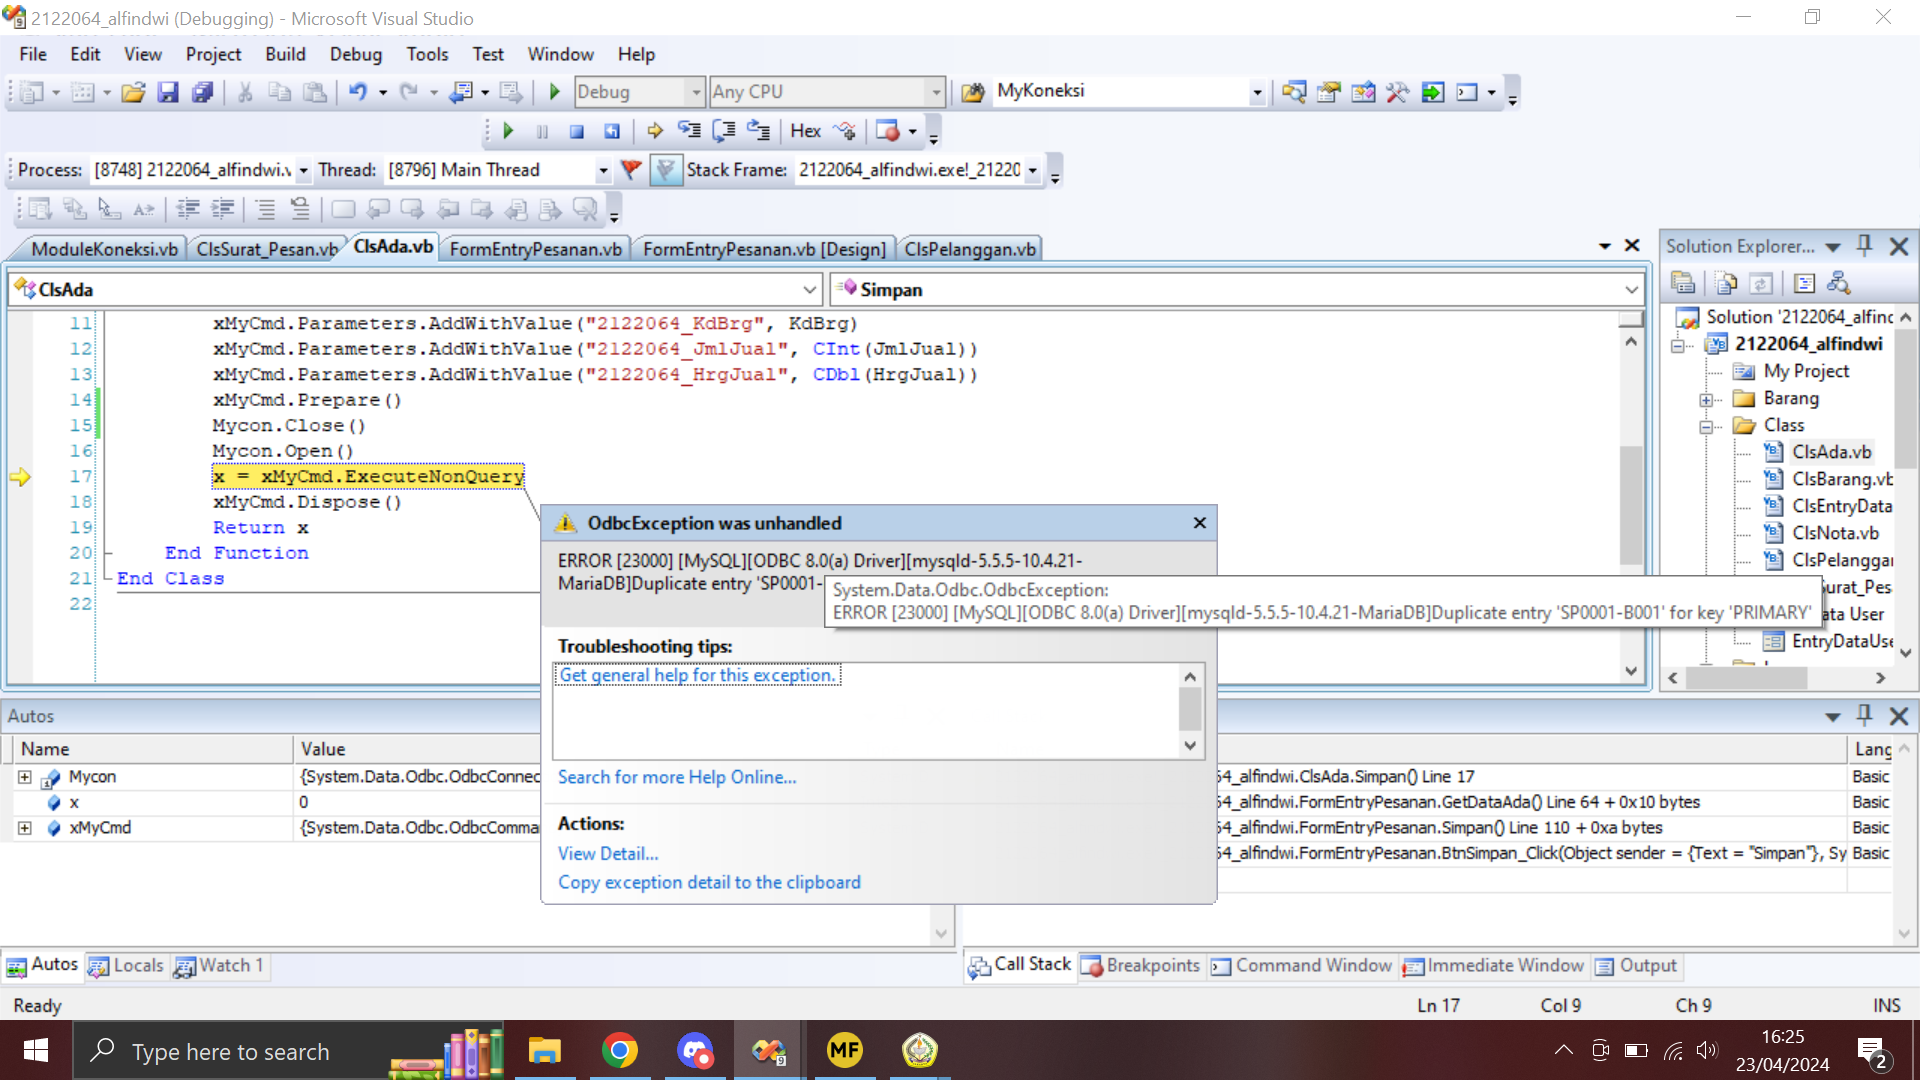 2122064_alfindwi (Debugging) - Microsoft Visual Studio
File Edit View Project Build Debug Tools Test Window Help
Debug Any CPU MyKoneksi
Hex
Process: [8748] 2122064_alfindwi.v Thread: [8796] Main Thread Stack Frame: 2122064_alfindwi.exe!_21220
ModuleKoneksi.vb ClsSurat_Pesan.vb ClsAda.vb FormEntryPesanan.vb FormEntryPesanan.vb [Design] ClsPelanggan.vb
ClsAda Simpan
11 xMyCmd.Parameters.AddWithValue("2122064_KdBrg", KdBrg)
12 xMyCmd.Parameters.AddWithValue("2122064_JmlJual", CInt(JmlJual))
13 xMyCmd.Parameters.AddWithValue("2122064_HrgJual", CDbl(HrgJual))
14 xMyCmd.Prepare()
15 Mycon.Close()
16 Mycon.Open()
17 x = xMyCmd.ExecuteNonQuery
18 xMyCmd.Dispose()
19 Return x
20 End Function
21 End Class
22
OdbcException was unhandled
ERROR [23000] [MySQL][ODBC 8.0(a) Driver][mysqld-5.5.5-10.4.21-
MariaDB]Duplicate entry 'SP0001-
System.Data.Odbc.OdbcException:
ERROR [23000] [MySQL][ODBC 8.0(a) Driver][mysqld-5.5.5-10.4.21-MariaDB]Duplicate entry 'SP0001-B001' for key 'PRIMARY'
Troubleshooting tips:
Get general help for this exception.
Search for more Help Online...
Actions:
View Detail...
Copy exception detail to the clipboard
Solution Explorer...
Solution '2122064_alfinc
2122064_alfindwi
My Project
Barang
Class
ClsAda.vb
ClsBarang.vb
ClsEntryData
ClsNota.vb
ClsPelanggan
Surat_Pes
ata User
EntryDataUse
Autos
Name Value
Mycon {System.Data.Odbc.OdbcConnec
x 0
xMyCmd {System.Data.Odbc.OdbcComma
Lang
64_alfindwi.ClsAda.Simpan() Line 17 Basic
64_alfindwi.FormEntryPesanan.GetDataAda() Line 64 + 0x10 bytes Basic
64_alfindwi.FormEntryPesanan.Simpan() Line 110 + 0xa bytes Basic
64_alfindwi.FormEntryPesanan.BtnSimpan_Click(Object sender = {Text = "Simpan"}, Sy Basic
Autos Locals Watch 1
Call Stack Breakpoints Command Window Immediate Window Output
Ready Ln 17 Col 9 Ch 9 INS
Type here to search
MF
16:25
23/04/2024
2